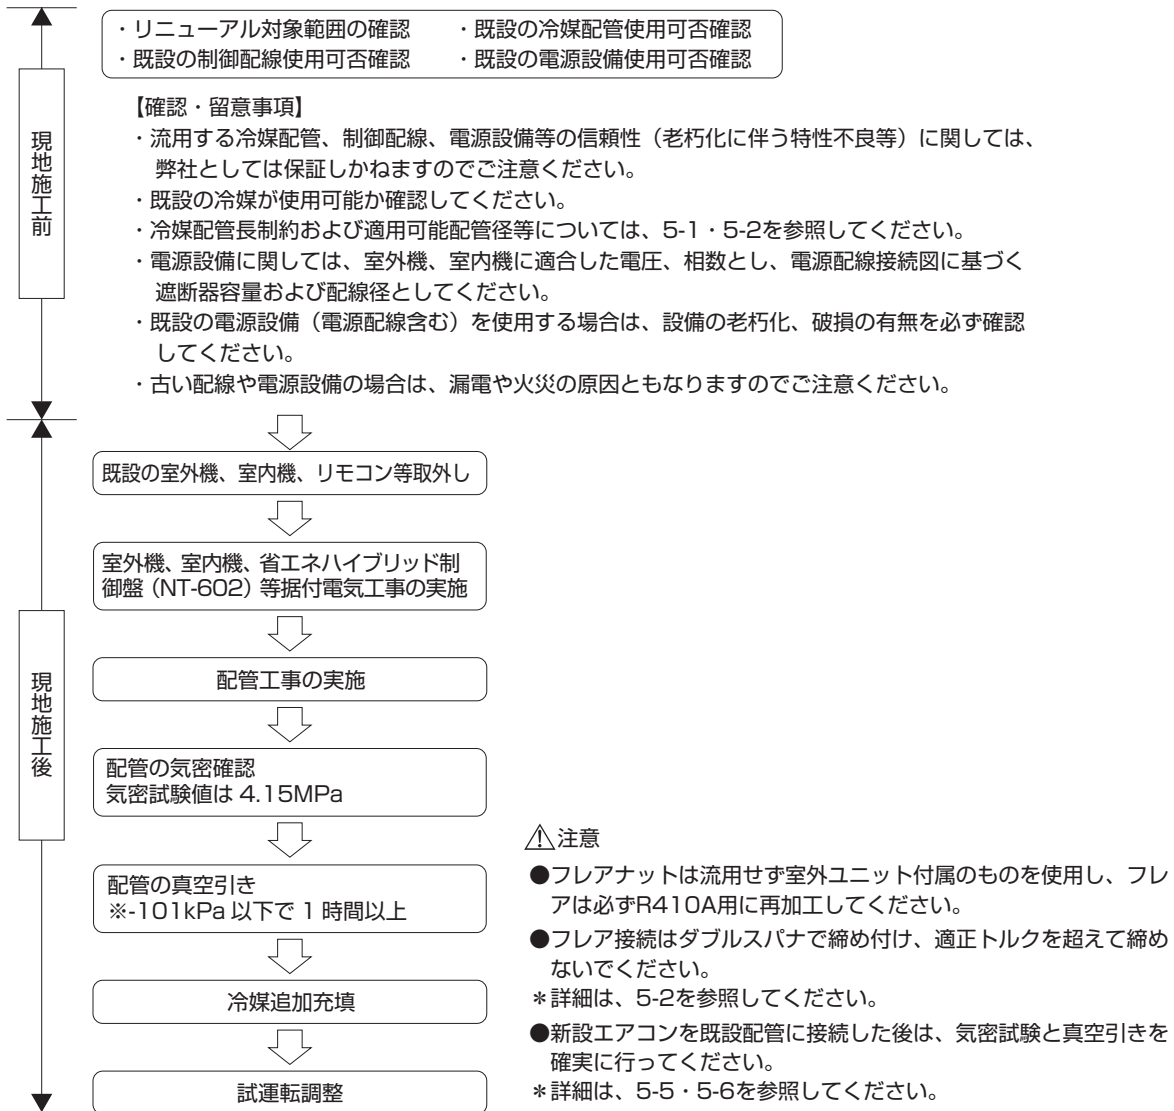 ・リニューアル対象範囲の確認　　・既設の冷媒配管使用可否確認
・既設の制御配線使用可否確認　　・既設の電源設備使用可否確認
現地施工前
【確認・留意事項】
・流用する冷媒配管、制御配線、電源設備等の信頼性（老朽化に伴う特性不良等）に関しては、
弊社としては保証しかねますのでご注意ください。
・既設の冷媒が使用可能か確認してください。
・冷媒配管長制約および適用可能配管径等については、5-1・5-2を参照してください。
・電源設備に関しては、室外機、室内機に適合した電圧、相数とし、電源配線接続図に基づく
遮断器容量および配線径としてください。
・既設の電源設備（電源配線含む）を使用する場合は、設備の老朽化、破損の有無を必ず確認
してください。
・古い配線や電源設備の場合は、漏電や火災の原因ともなりますのでご注意ください。
既設の室外機、室内機、リモコン等取外し
室外機、室内機、省エネハイブリッド制
御盤（NT-602）等据付電気工事の実施
現地施工後
配管工事の実施
配管の気密確認
気密試験値は 4.15MPa
配管の真空引き
※-101kPa 以下で 1 時間以上
冷媒追加充填
試運転調整
注意
●フレアナットは流用せず室外ユニット付属のものを使用し、フレ
アは必ずR410A用に再加工してください。
●フレア接続はダブルスパナで締め付け、適正トルクを超えて締め
ないでください。
＊詳細は、5-2を参照してください。
●新設エアコンを既設配管に接続した後は、気密試験と真空引きを
確実に行ってください。
＊詳細は、5-5・5-6を参照してください。